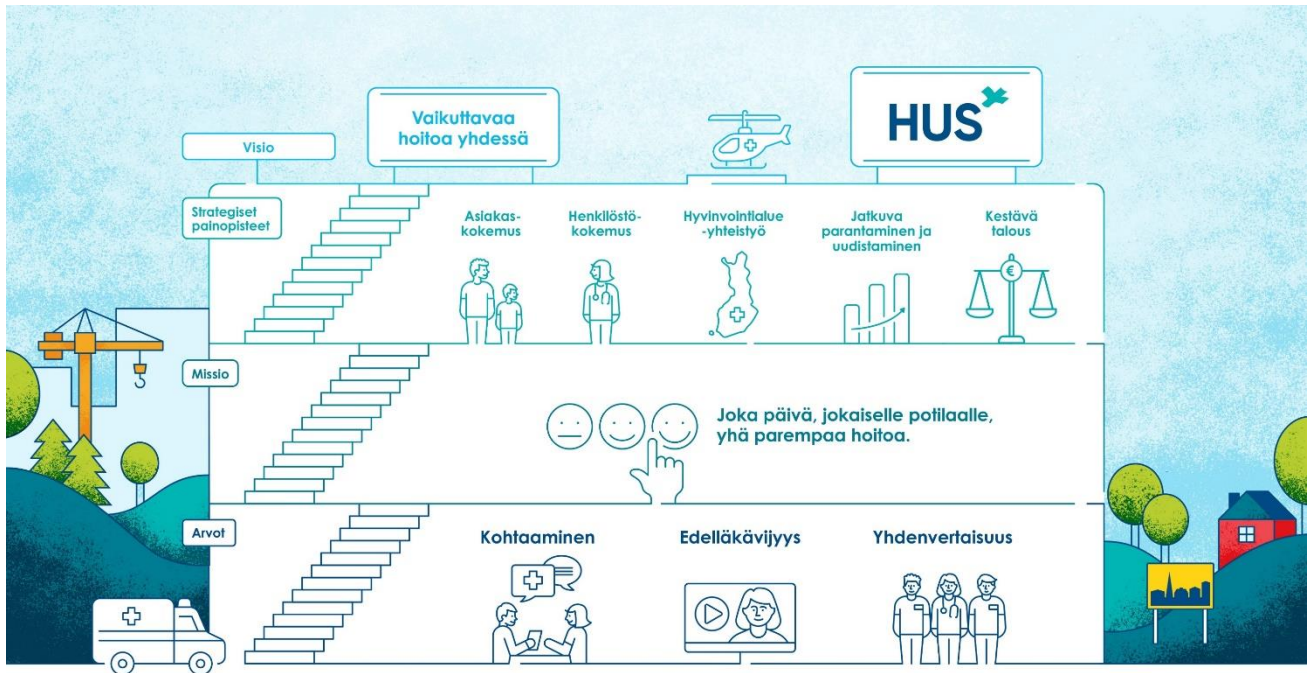 Visio
Vaikuttavaa
hoitoa yhdessä
HUS
Strategiset
painopisteet
Asiakas-
kokemus
Henkilöstö-
kokemus
Hyvinvointialue
-yhteistyö
Jatkuva
parantaminen ja
uudistaminen
Kestävä
talous
€
Missio
Joka päivä, jokaiselle potilaalle,
yhä parempaa hoitoa.
Arvot
Kohtaaminen
Edelläkävijyys
Yhdenvertaisuus